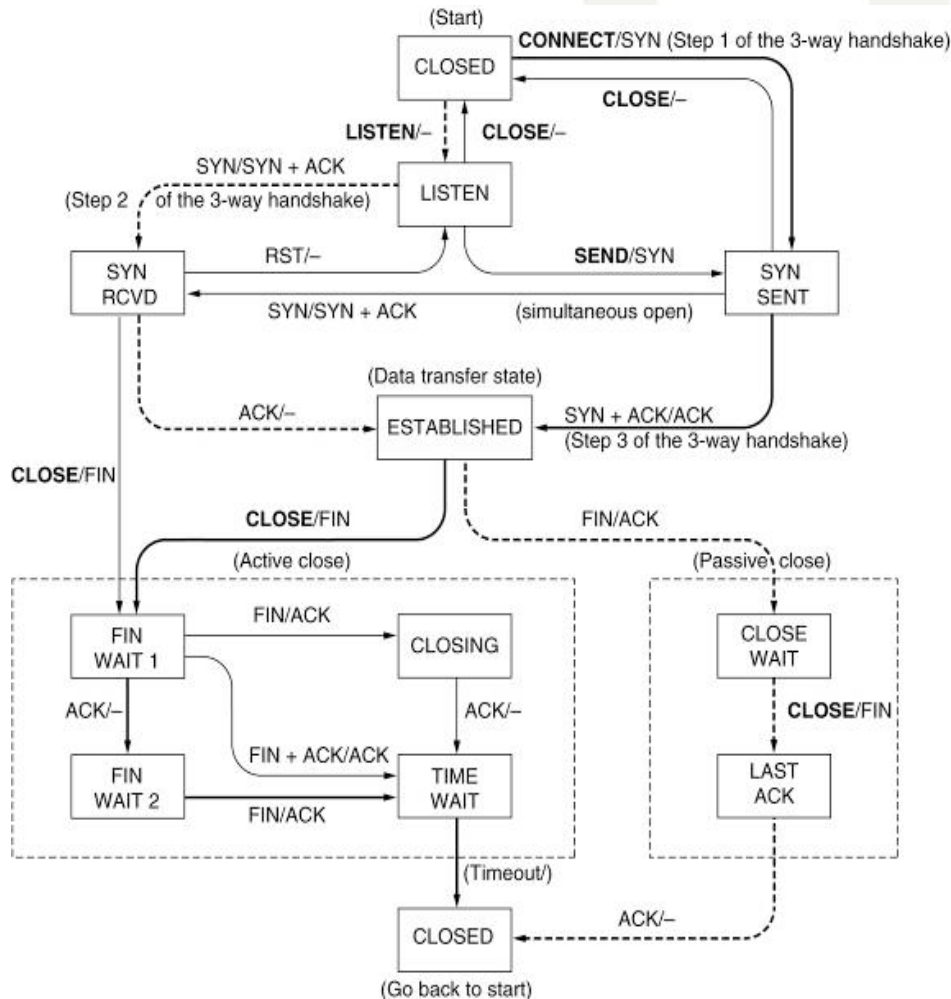 (Start)
CONNECT/SYN (Step 1 of the 3-way handshake)
CLOSED
CLOSE/–
LISTEN/–
CLOSE/–
SYN/SYN + ACK
(Step 2 of the 3-way handshake)
LISTEN
SYN
RCVD
RST/–
SEND/SYN
SYN
SENT
SYN/SYN + ACK
(simultaneous open)
(Data transfer state)
ACK/–
ESTABLISHED
SYN + ACK/ACK
(Step 3 of the 3-way handshake)
CLOSE/FIN
CLOSE/FIN
FIN/ACK
(Active close)
(Passive close)
FIN
WAIT 1
FIN/ACK
CLOSING
CLOSE
WAIT
ACK/–
ACK/–
CLOSE/FIN
FIN + ACK/ACK
FIN
WAIT 2
FIN/ACK
TIME
WAIT
LAST
ACK
(Timeout/)
CLOSED
ACK/–
(Go back to start)